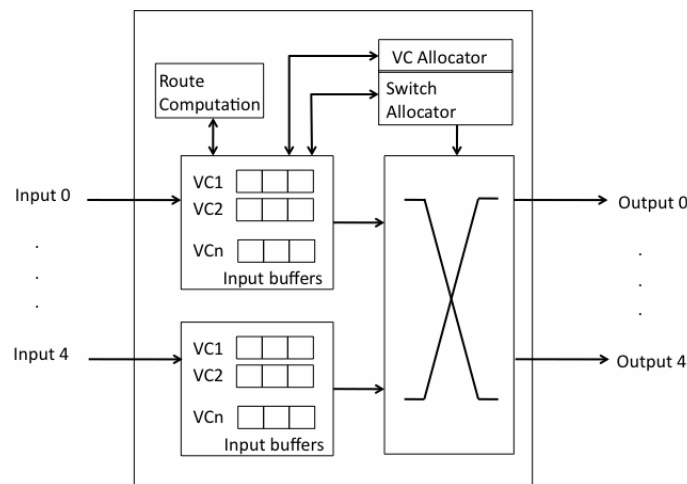 VC Allocator
Switch
Allocator
Route
Computation
Input 0
VC1
VC2
VCn
Input buffers
Output 0
.
.
.
.
.
.
Input 4
VC1
VC2
VCn
Input buffers
Output 4